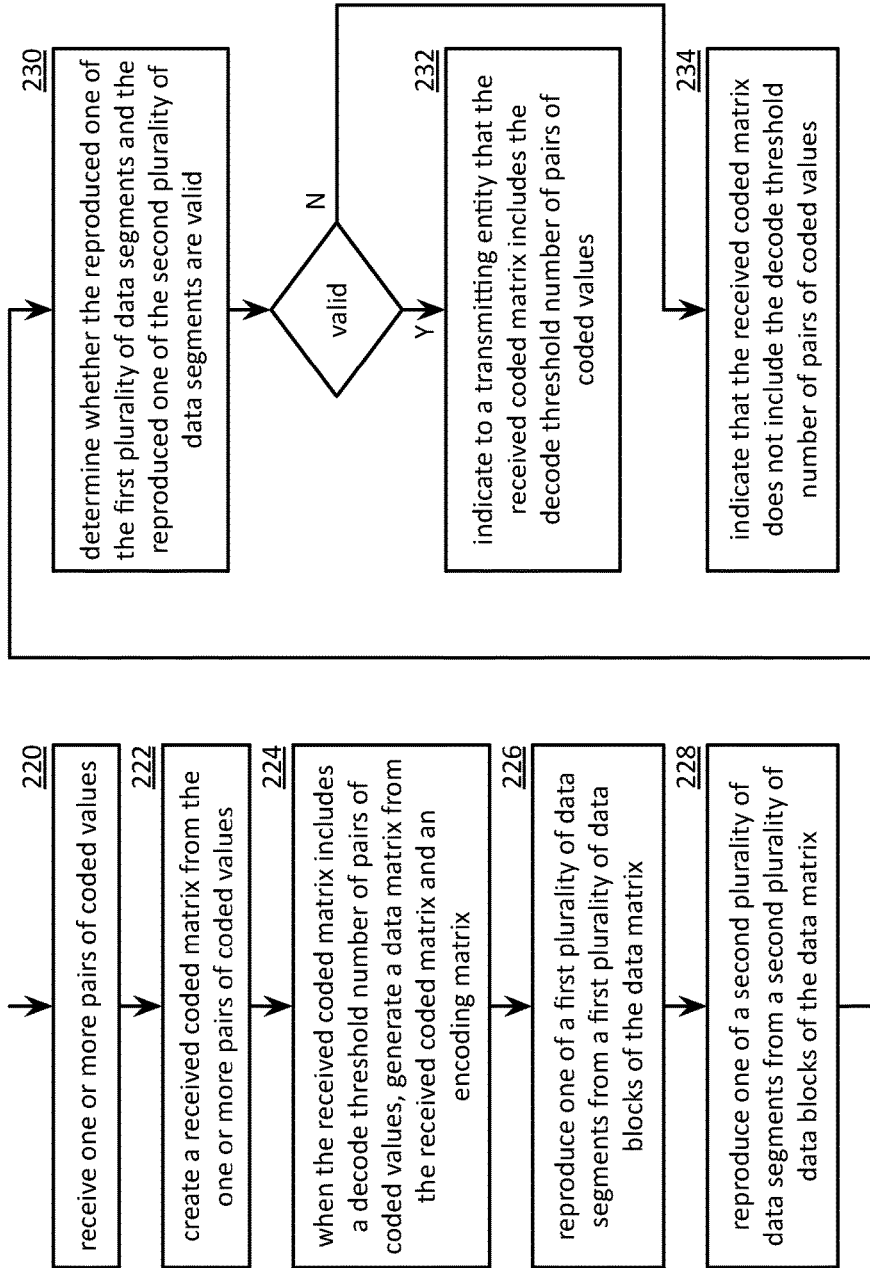 220
receive one or more pairs of coded values
222
create a received coded matrix from the
one or more pairs of coded values
224
when the received coded matrix includes
a decode threshold number of pairs of
coded values, generate a data matrix from
the received coded matrix and an
encoding matrix
226
reproduce one of a first plurality of data
segments from a first plurality of data
blocks of the data matrix
228
reproduce one of a second plurality of
data segments from a second plurality of
data blocks of the data matrix
230
determine whether the reproduced one of
the first plurality of data segments and the
reproduced one of the second plurality of
data segments are valid
valid
N
Y
232
indicate to a transmitting entity that the
received coded matrix includes the
decode threshold number of pairs of
coded values
234
indicate that the received coded matrix
does not include the decode threshold
number of pairs of coded values